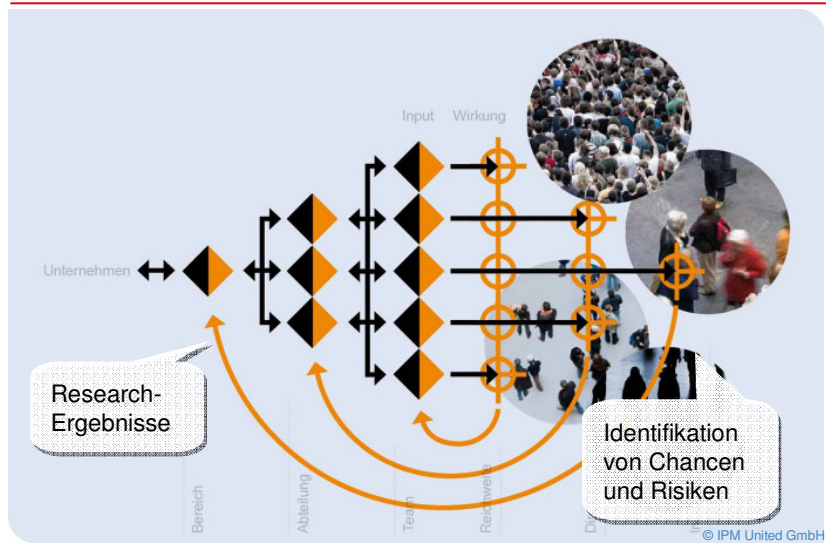 Input Wirkung
Unternehmen
Research-
Ergebnisse
Identifikation
von Chancen
und Risiken
Bereich
Abteilung
Team
Reichweite
© IPM United GmbH